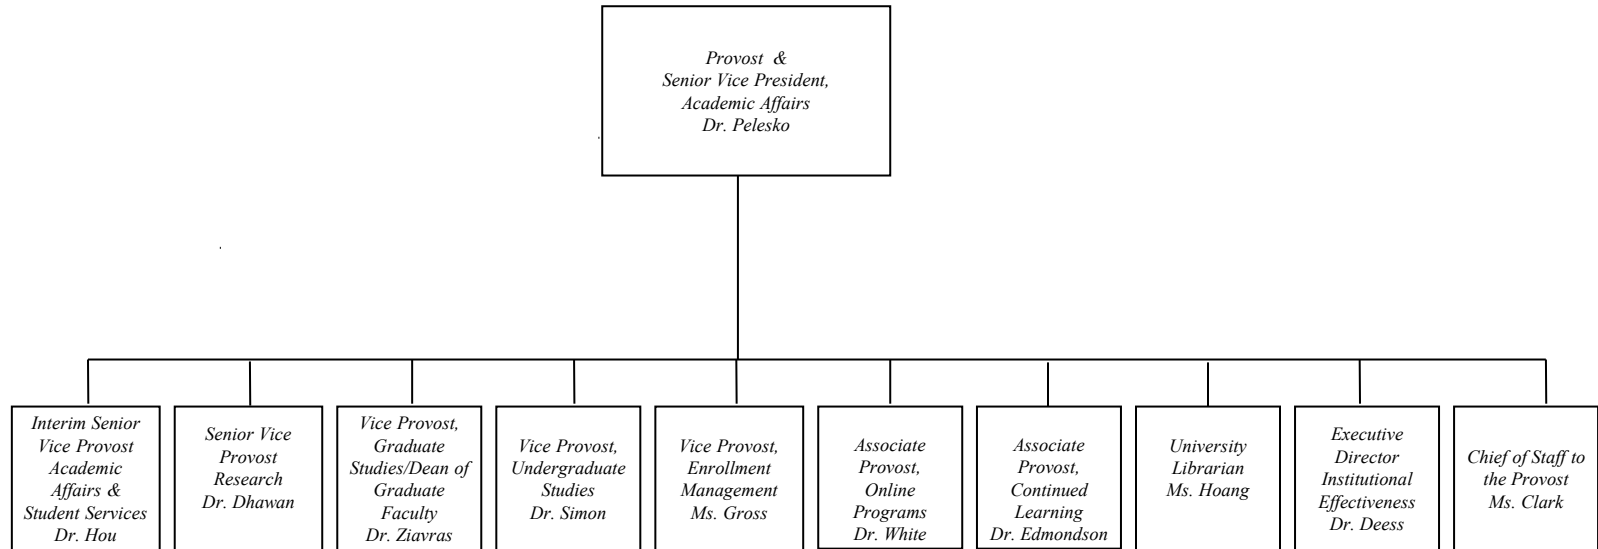 Provost &
Senior Vice President,
Academic Affairs
Dr. Pelesko
Interim Senior
Vice Provost
Academic
Affairs &
Student Services
Dr. Hou
Senior Vice
Provost
Research
Dr. Dhawan
Vice Provost,
Graduate
Studies/Dean of
Graduate
Faculty
Dr. Ziavras
Vice Provost,
Undergraduate
Studies
Dr. Simon
Vice Provost,
Enrollment
Management
Ms. Gross
Associate
Provost,
Online
Programs
Dr. White
Associate
Provost,
Continued
Learning
Dr. Edmondson
University
Librarian
Ms. Hoang
Executive
Director
Institutional
Effectiveness
Dr. Deess
Chief of Staff to
the Provost
Ms. Clark